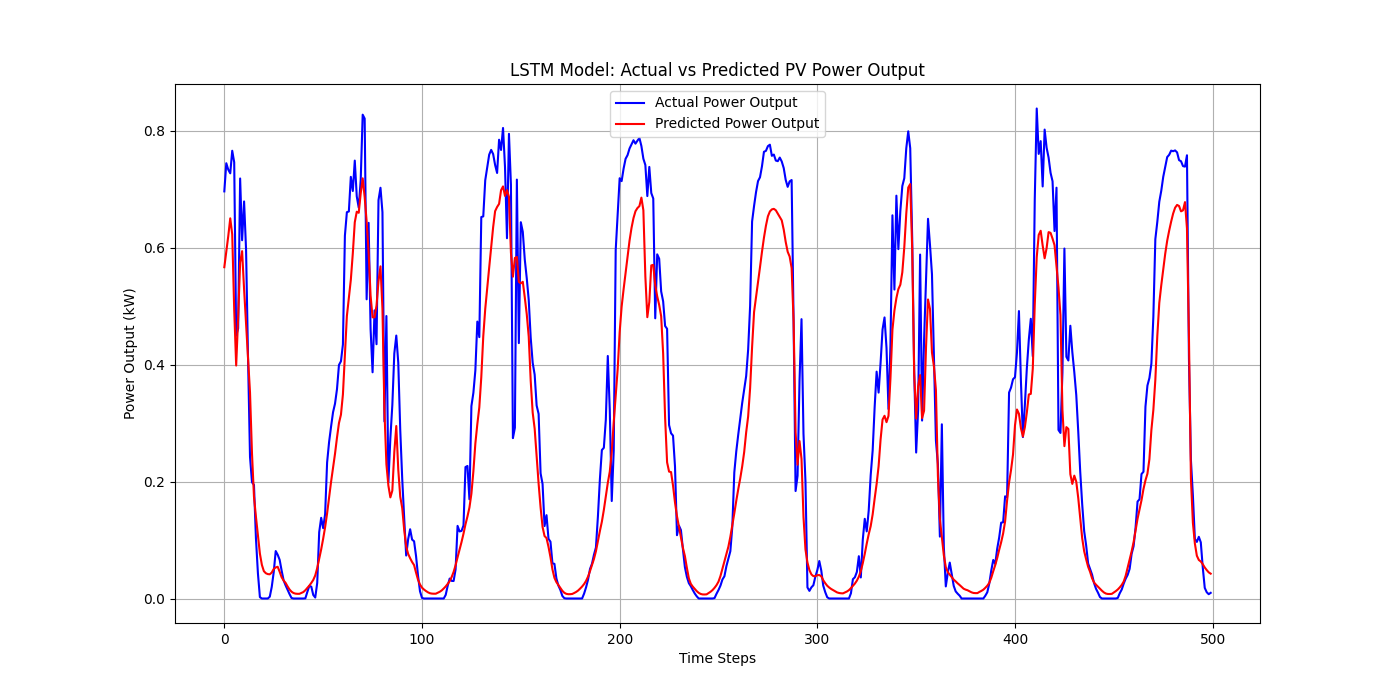 LSTM Model: Actual vs Predicted PV Power Output
Actual Power Output
Predicted Power Output
Power Output (kW)
0.8
0.6
0.4
0.2
0.0
0 100 200 300 400 500
Time Steps